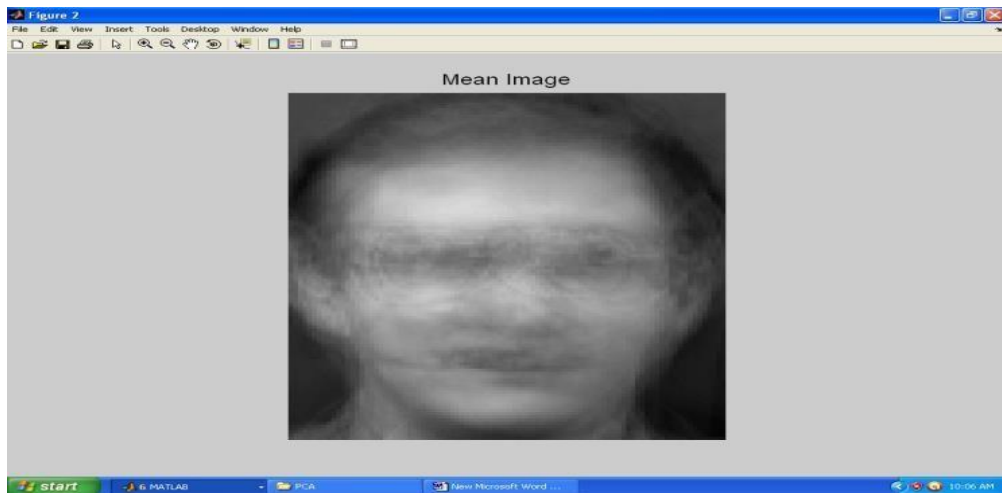 Figure 2
File Edit View Insert Tools Desktop Window Help
Mean Image
start 6 MATLAB PCA New Microsoft Word ... 10:06 AM